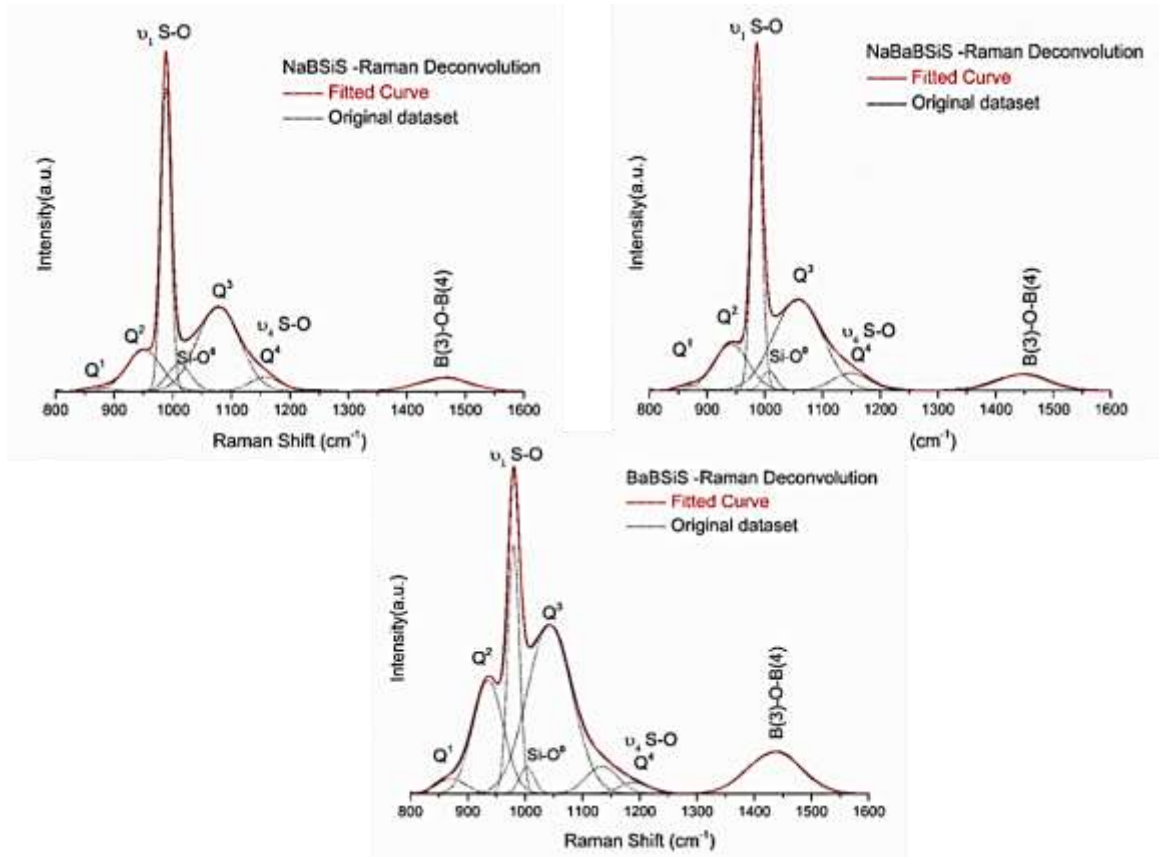 υ₁ S-O
NaBSiS -Raman Deconvolution
Fitted Curve
Original dataset
Intensity(a.u.)
Q³
Q²
υ₄ S-O
Q¹
Si-O⁰
Q⁴
B(3)-O-B(4)
800 900 1000 1100 1200 1300 1400 1500 1600
Raman Shift (cm⁻¹)
υ₁ S-O
NaBaBSiS -Raman Deconvolution
Fitted Curve
Original dataset
Intensity(a.u.)
Q³
Q²
υ₄ S-O
Si-O⁰
Q⁴
B(3)-O-B(4)
800 900 1000 1100 1200 1300 1400 1500 1600
(cm⁻¹)
υ₁ S-O
BaBSiS -Raman Deconvolution
Fitted Curve
Original dataset
Intensity(a.u.)
Q³
Q²
υ₄ S-O
Q¹
Si-O⁰
Q⁴
B(3)-O-B(4)
800 900 1000 1100 1200 1300 1400 1500 1600
Raman Shift (cm⁻¹)